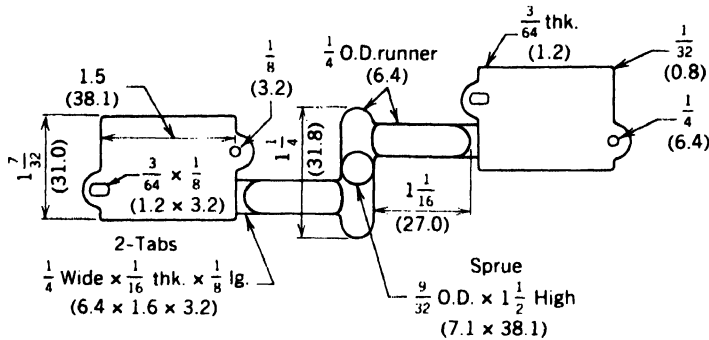 3/64 thk.
(1.2)
1/32
(0.8)
1/8
(3.2)
1/4 O.D. runner
(6.4)
1.5
(38.1)
1/4
(6.4)
1 7/32
(31.0)
1 1/4
(31.8)
3/64 × 1/8
(1.2 × 3.2)
1 1/16
(27.0)
2-Tabs
1/4 Wide × 1/16 thk. × 1/8 lg.
(6.4 × 1.6 × 3.2)
Sprue
9/32 O.D. × 1 1/2 High
(7.1 × 38.1)